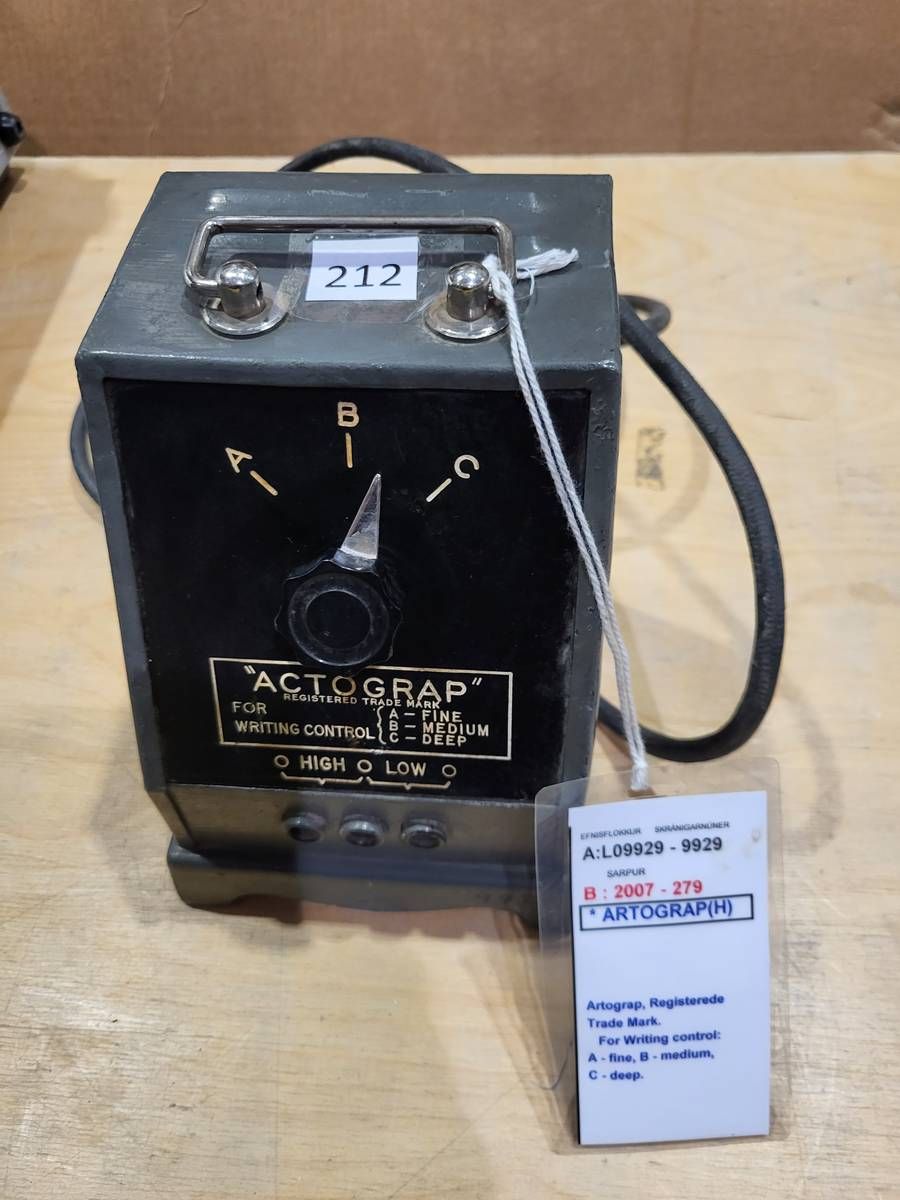 212
A
B
C
"ACTOGRAP"
REGISTERED TRADE MARK
FOR
WRITING CONTROL
A – FINE
B – MEDIUM
C – DEEP
HIGH LOW
EFNISFLOKKUR SKRÁNIGARNÚNER
A:L09929 - 9929
SARPUR
B : 2007 - 279
* ARTOGRAP(H)
Artograp, Registerede
Trade Mark.
For Writing control:
A - fine, B - medium,
C - deep.